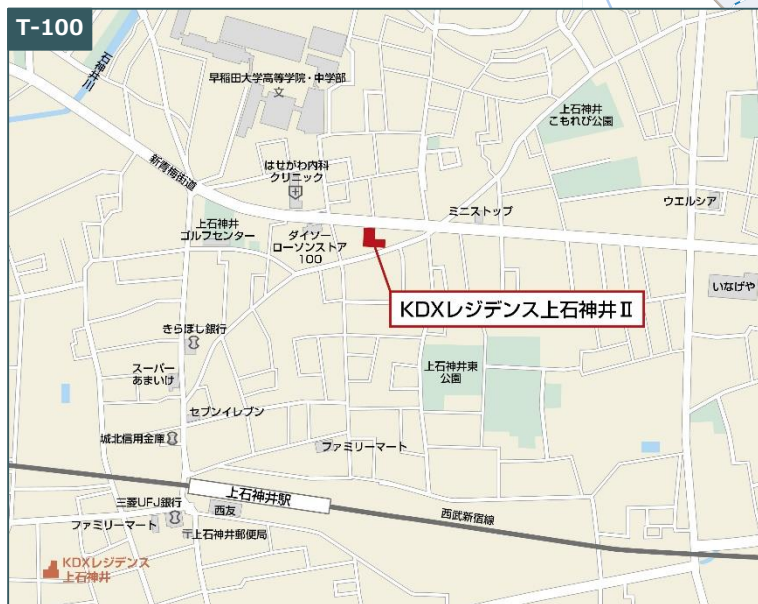 T-100
石神井川
早稲田大学高等学院・中学部
文
上石神井
こもれび公園
新青梅街道
はせがわ内科
クリニック
ミニストップ
ウエルシア
上石神井
ゴルフセンター
ダイソー
ローソンストア
100
いなげや
KDXレジデンス上石神井Ⅱ
きらぼし銀行
上石神井東
公園
スーパー
あまいけ
セブンイレブン
城北信用金庫
ファミリーマート
上石神井駅
三菱UFJ銀行
西友
西武新宿線
ファミリーマート
〒上石神井郵便局
KDXレジデンス
上石神井